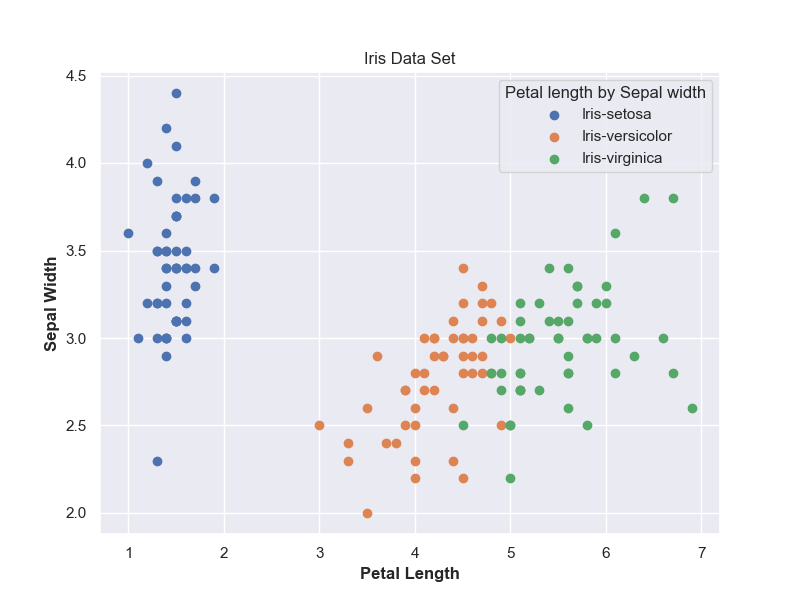 Iris Data Set
Petal length by Sepal width
Iris-setosa
Iris-versicolor
Iris-virginica
Sepal Width
4.5
4.0
3.5
3.0
2.5
2.0
1 2 3 4 5 6 7
Petal Length